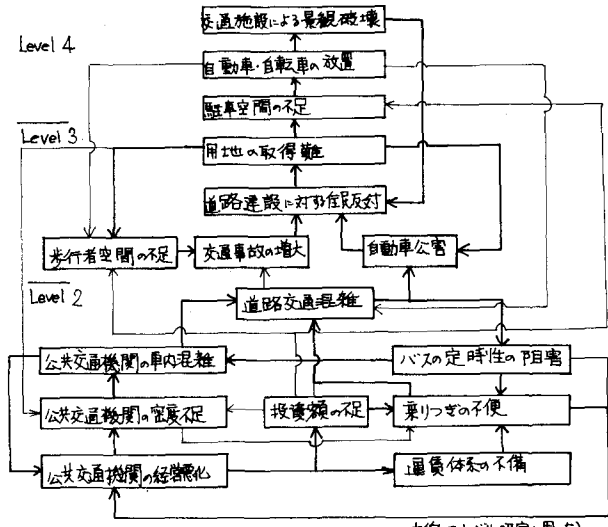 交通施設による景観破壊
Level 4
自動車・自転車の放置
駐車空間の不足
Level 3
用地の取得難
道路建設に対する住民反対
歩行者空間の不足
交通事故の増大
自動車公害
Level 2
道路交通混雑
公共交通機関の車内混雑
バスの定時性の阻害
公共交通機関の密度不足
投資額の不足
乗りつぎの不便
公共交通機関の経営悪化
運賃体系の不備